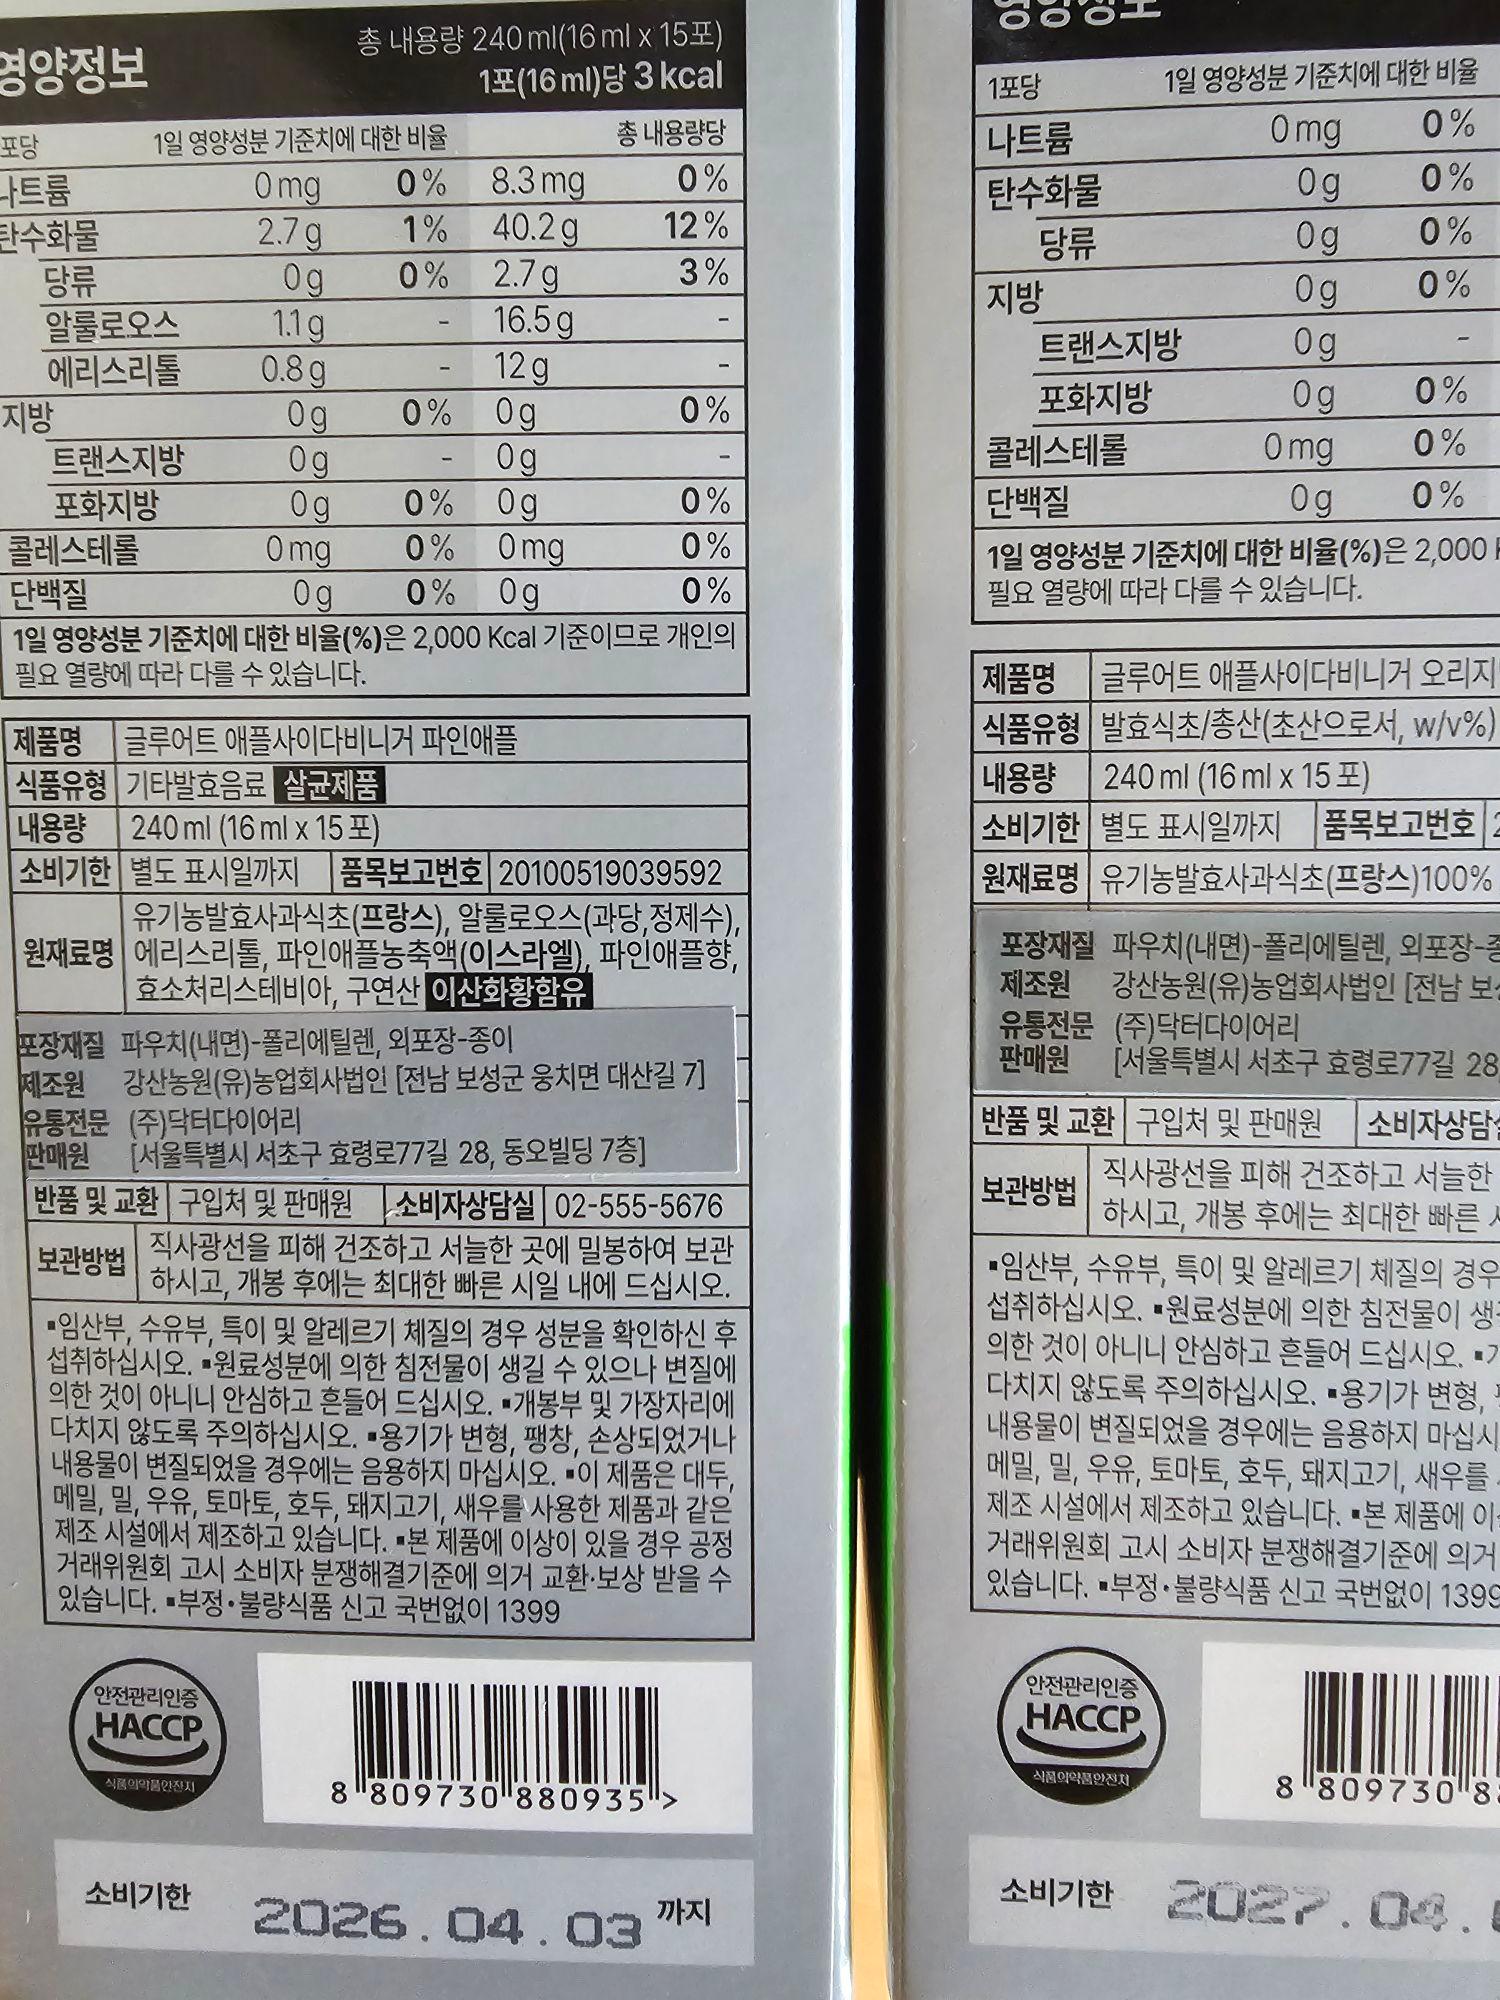 영양정보
총 내용량 240 ml(16 ml x 15포)
1포(16 ml)당 3 kcal
포당 1일 영양성분 기준치에 대한 비율 총 내용량당
나트륨 0 mg 0 % 8.3 mg 0 %
탄수화물 2.7 g 1 % 40.2 g 12 %
당류 0 g 0 % 2.7 g 3 %
알룰로오스 1.1 g - 16.5 g -
에리스리톨 0.8 g - 12 g -
지방 0 g 0 % 0 g 0 %
트랜스지방 0 g - 0 g -
포화지방 0 g 0 % 0 g 0 %
콜레스테롤 0 mg 0 % 0 mg 0 %
단백질 0 g 0 % 0 g 0 %
1일 영양성분 기준치에 대한 비율(%)은 2,000 Kcal 기준이므로 개인의
필요 열량에 따라 다를 수 있습니다.
제품명 글루어트 애플사이다비니거 파인애플
식품유형 기타발효음료 살균제품
내용량 240 ml (16 ml x 15 포)
소비기한 별도 표시일까지 품목보고번호 20100519039592
원재료명 유기농발효사과식초(프랑스), 알룰로오스(과당,정제수),
에리스리톨, 파인애플농축액(이스라엘), 파인애플향,
효소처리스테비아, 구연산 이산화황함유
포장재질 파우치(내면)-폴리에틸렌, 외포장-종이
제조원 강산농원(유)농업회사법인 [전남 보성군 웅치면 대산길 7]
유통전문 (주)닥터다이어리
판매원 [서울특별시 서초구 효령로77길 28, 동오빌딩 7층]
반품 및 교환 구입처 및 판매원 소비자상담실 02-555-5676
보관방법 직사광선을 피해 건조하고 서늘한 곳에 밀봉하여 보관
하시고, 개봉 후에는 최대한 빠른 시일 내에 드십시오.
▪임산부, 수유부, 특이 및 알레르기 체질의 경우 성분을 확인하신 후
섭취하십시오. ▪원료성분에 의한 침전물이 생길 수 있으나 변질에
의한 것이 아니니 안심하고 흔들어 드십시오. ▪개봉부 및 가장자리에
다치지 않도록 주의하십시오. ▪용기가 변형, 팽창, 손상되었거나
내용물이 변질되었을 경우에는 음용하지 마십시오. ▪이 제품은 대두,
메밀, 밀, 우유, 토마토, 호두, 돼지고기, 새우를 사용한 제품과 같은
제조 시설에서 제조하고 있습니다. ▪본 제품에 이상이 있을 경우 공정
거래위원회 고시 소비자 분쟁해결기준에 의거 교환·보상 받을 수
있습니다. ▪부정·불량식품 신고 국번없이 1399
안전관리인증
HACCP
식품의약품안전처
8 809730 880935 >
소비기한 2026.04.03 까지
영양정보
1포당 1일 영양성분 기준치에 대한 비율
나트륨 0 mg 0 %
탄수화물 0 g 0 %
당류 0 g 0 %
지방 0 g 0 %
트랜스지방 0 g -
포화지방 0 g 0 %
콜레스테롤 0 mg 0 %
단백질 0 g 0 %
1일 영양성분 기준치에 대한 비율(%)은 2,000
필요 열량에 따라 다를 수 있습니다.
제품명 글루어트 애플사이다비니거 오리지
식품유형 발효식초/총산(초산으로서, w/v%)
내용량 240 ml (16 ml x 15 포)
소비기한 별도 표시일까지 품목보고번호
원재료명 유기농발효사과식초(프랑스)100%
포장재질 파우치(내면)-폴리에틸렌, 외포장-
제조원 강산농원(유)농업회사법인 [전남
유통전문 (주)닥터다이어리
판매원 [서울특별시 서초구 효령로77길 28
반품 및 교환 구입처 및 판매원 소비자상담
보관방법 직사광선을 피해 건조하고 서늘한
하시고, 개봉 후에는 최대한 빠른
▪임산부, 수유부, 특이 및 알레르기 체질의 경우
섭취하십시오. ▪원료성분에 의한 침전물이
의한 것이 아니니 안심하고 흔들어 드십시오.
다치지 않도록 주의하십시오. ▪용기가 변형,
내용물이 변질되었을 경우에는 음용하지 마십시
메밀, 밀, 우유, 토마토, 호두, 돼지고기, 새우를
제조 시설에서 제조하고 있습니다. ▪본 제품에
거래위원회 고시 소비자 분쟁해결기준에 의거
있습니다. ▪부정·불량식품 신고 국번없이 1399
안전관리인증
HACCP
식품의약품안전처
8 809730 8
소비기한 2027.04.